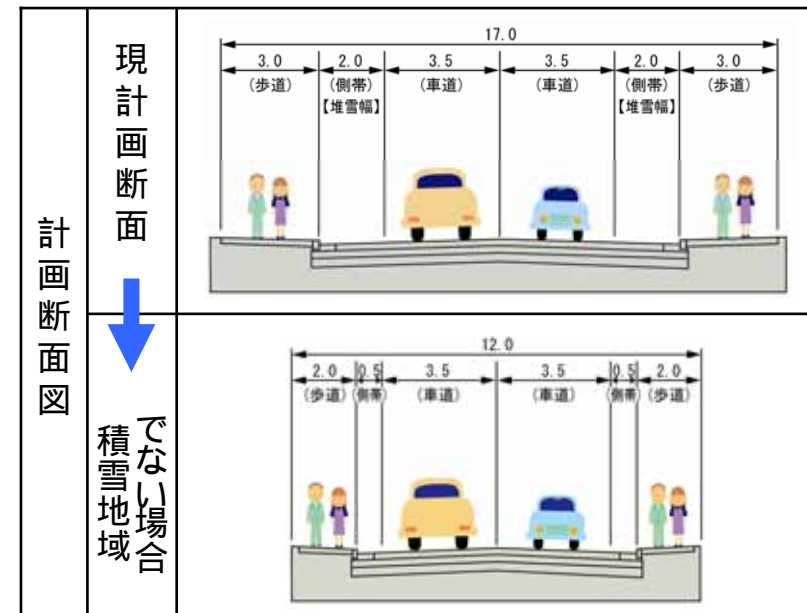 計画断面図
現計画断面
17.0
3.0 2.0 3.5 3.5 2.0 3.0
(歩道) (側帯) (車道) (車道) (側帯) (歩道)
【堆雪幅】 【堆雪幅】
積雪地域
でない場合
12.0
2.0 0.5 3.5 3.5 0.5 2.0
(歩道) (側帯) (車道) (車道) (側帯) (歩道)